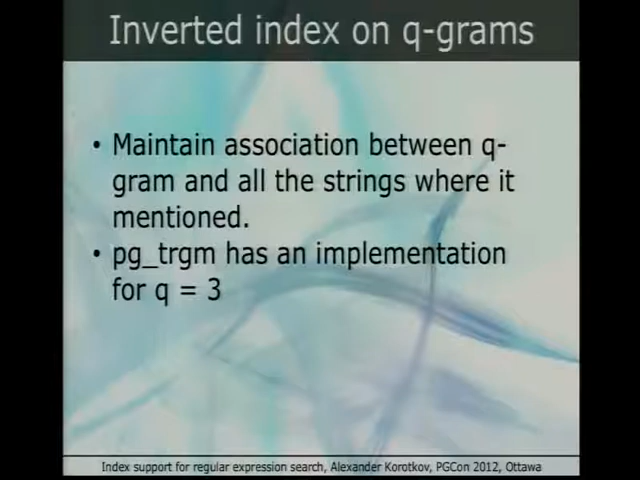 Inverted index on q-grams
• Maintain association between q-
gram and all the strings where it
mentioned.
• pg_trgm has an implementation
for q = 3
Index support for regular expression search, Alexander Korotkov, PGCon 2012, Ottawa